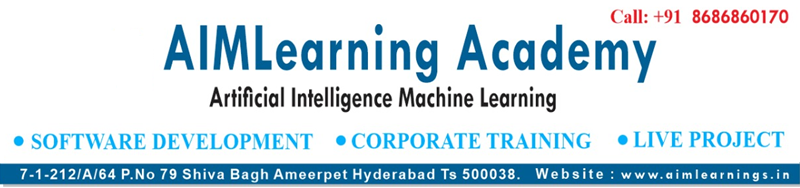 Call: +91 8686860170
AIMLearning Academy
Artificial Intelligence Machine Learning
• SOFTWARE DEVELOPMENT • CORPORATE TRAINING • LIVE PROJECT
7-1-212/A/64 P.No 79 Shiva Bagh Ameerpet Hyderabad Ts 500038. Website : www.aimlearnings.in